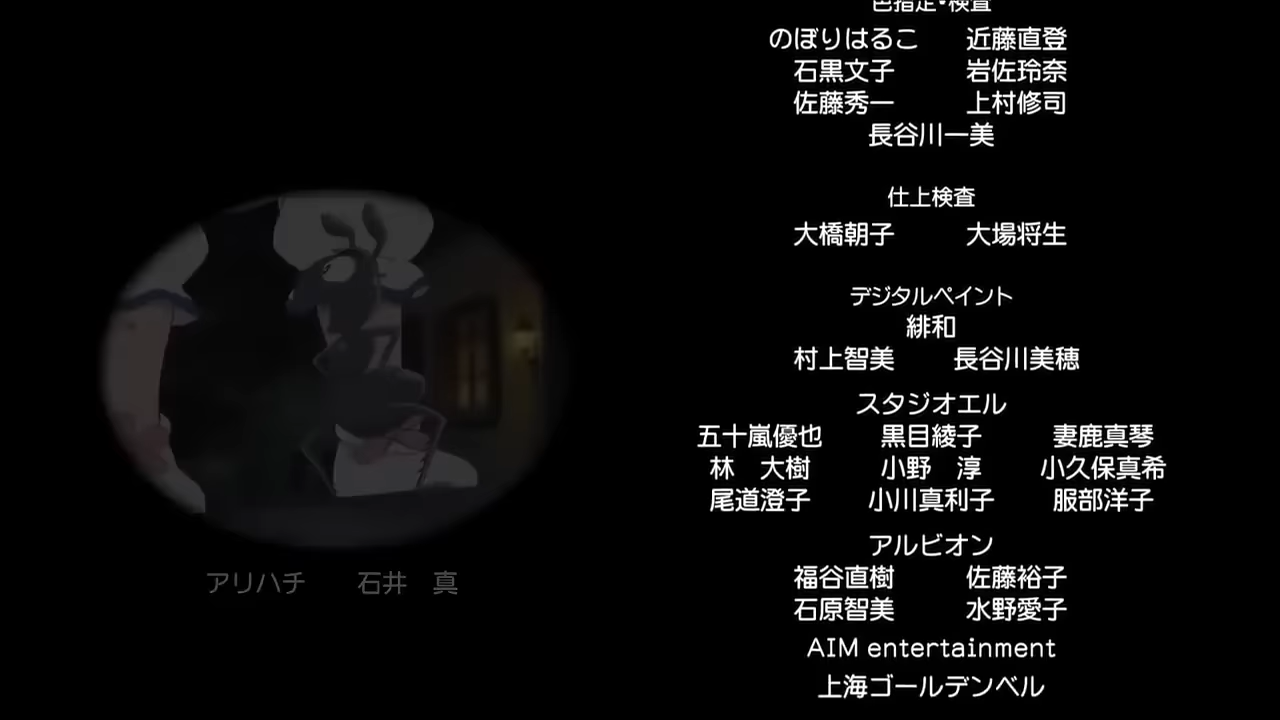 色指定・検査
のぼりはるこ 近藤直登
石黒文子 岩佐玲奈
佐藤秀一 上村修司
長谷川一美
仕上検査
大橋朝子 大場将生
デジタルペイント
緋和
村上智美 長谷川美穂
スタジオエル
五十嵐優也 黒目綾子 妻鹿真琴
林 大樹 小野 淳 小久保真希
尾道澄子 小川真利子 服部洋子
アルビオン
福谷直樹 佐藤裕子
石原智美 水野愛子
AIM entertainment
上海ゴールデンベル
アリハチ 石井 真